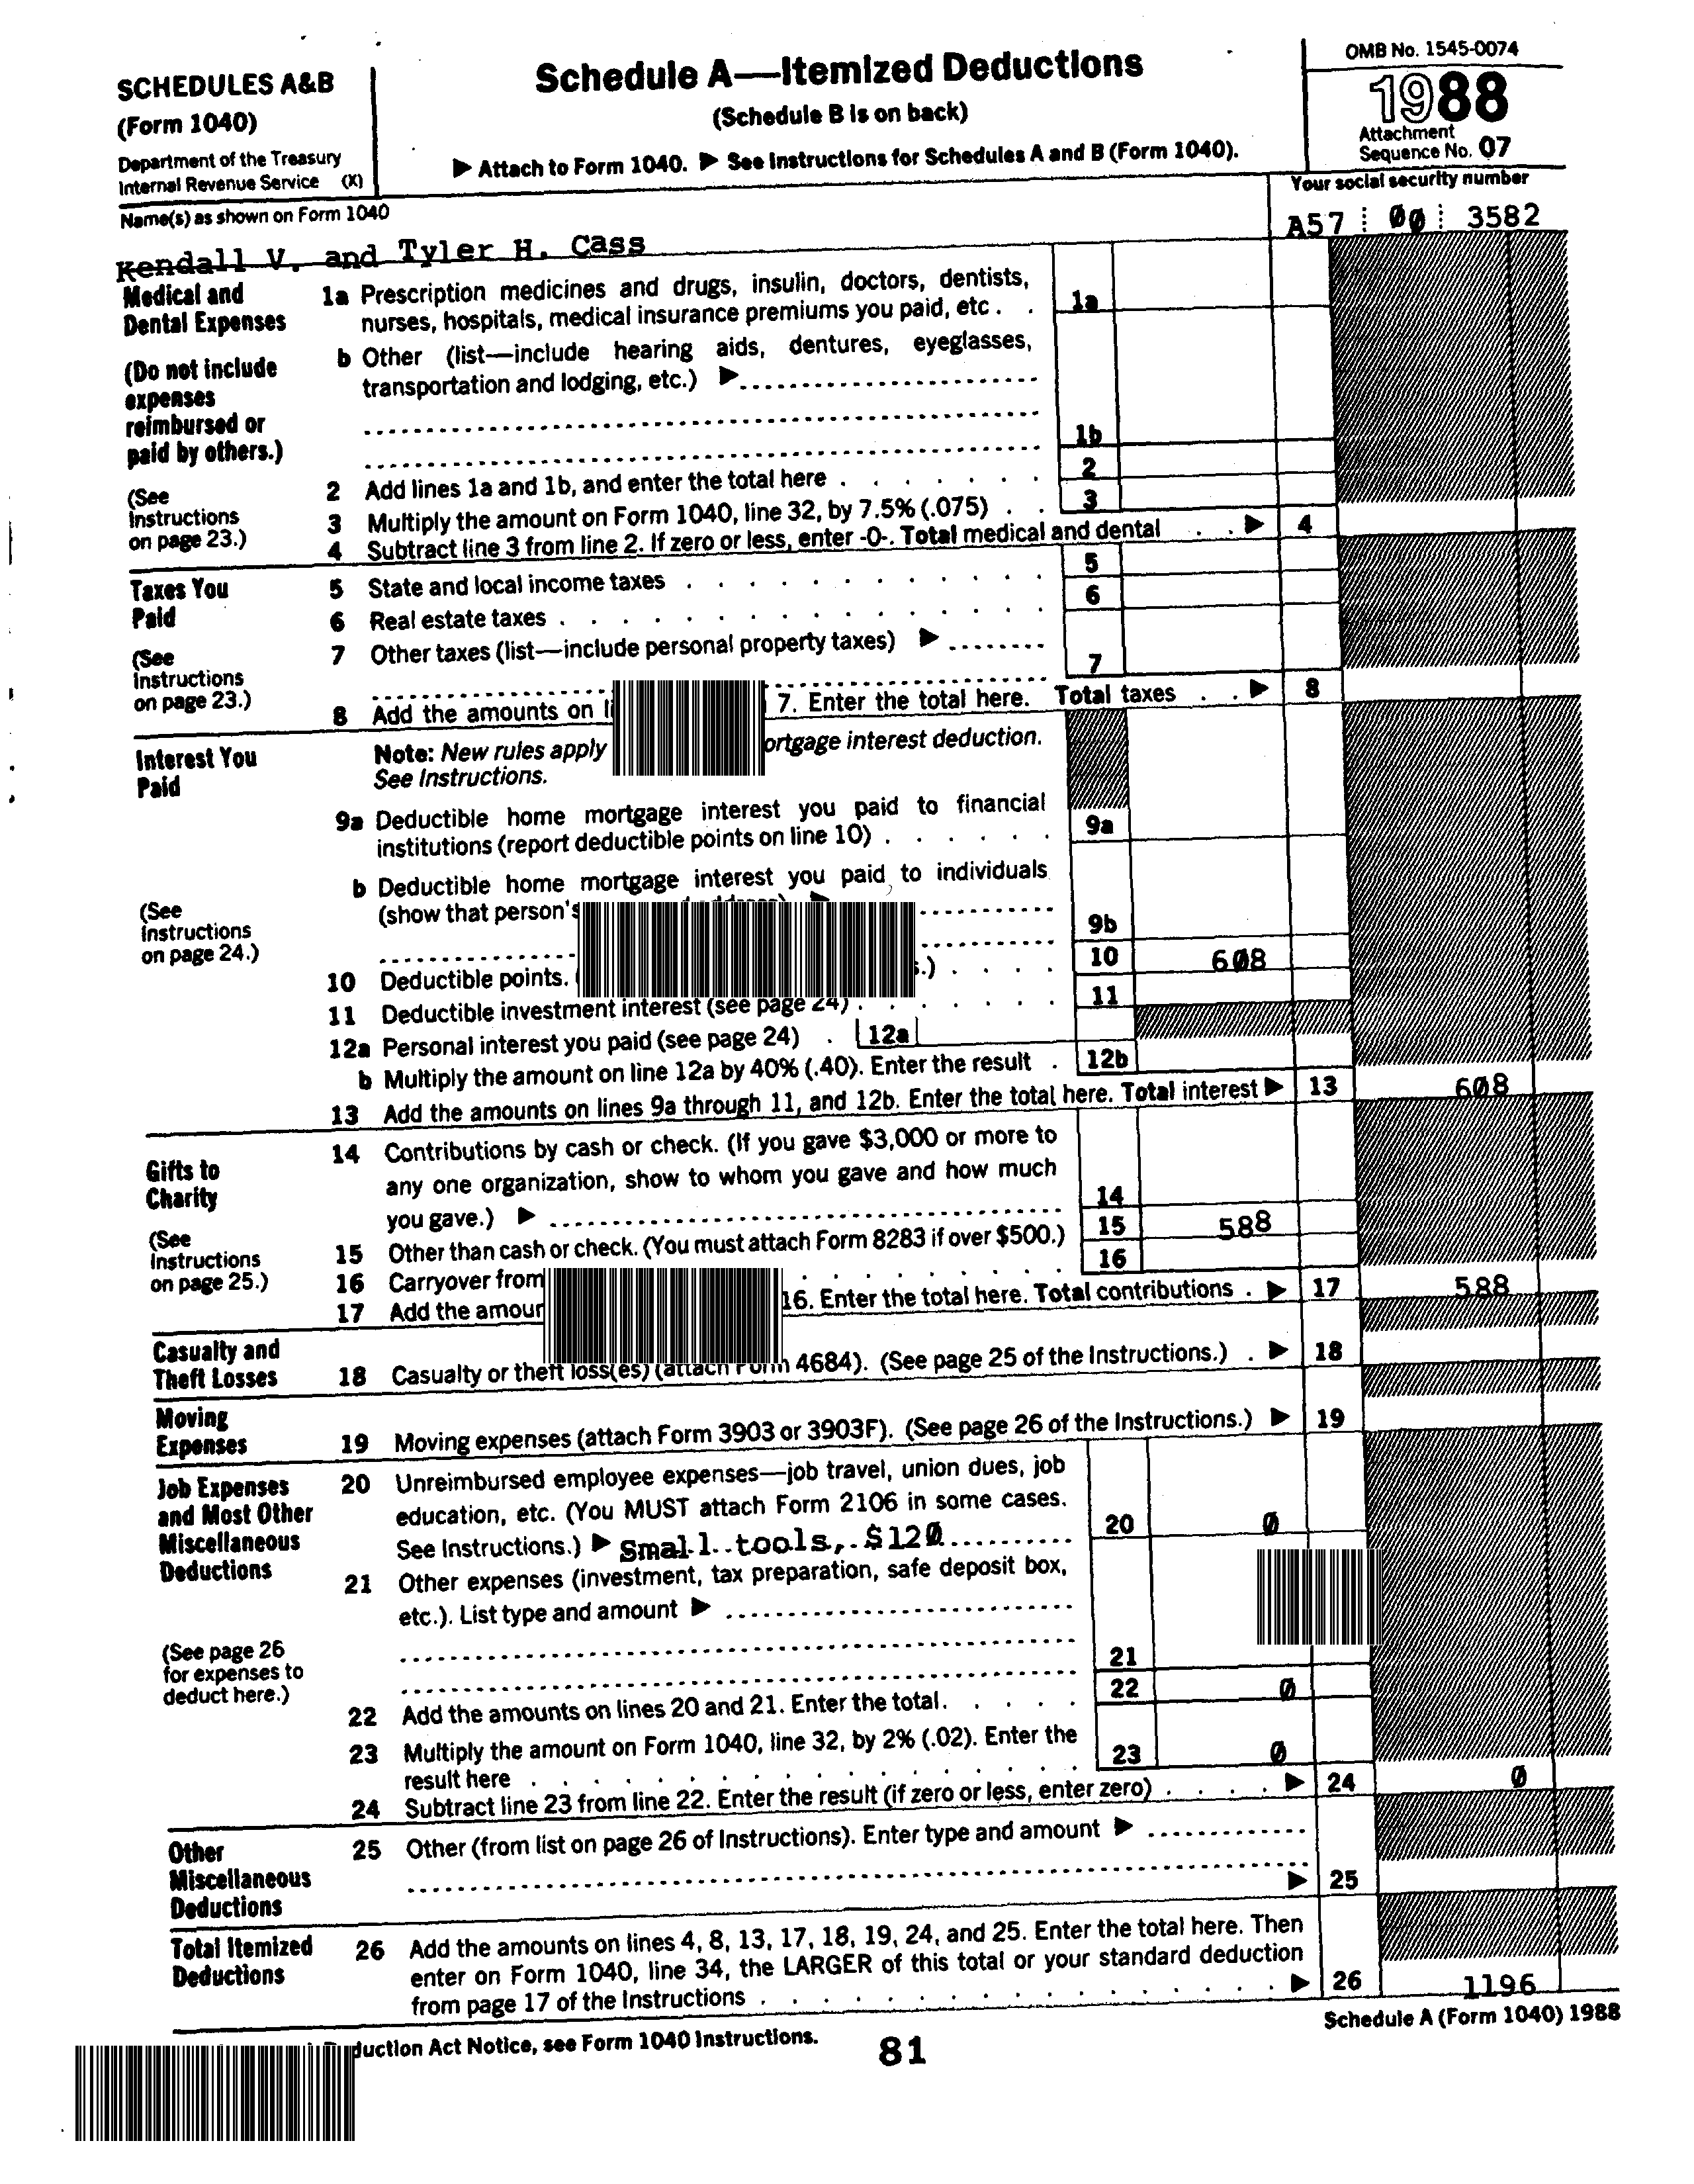 SCHEDULES A&B
(Form 1040)
Department of the Treasury
Internal Revenue Service (X)
Schedule A—Itemized Deductions
(Schedule B is on back)
▶ Attach to Form 1040. ▶ See Instructions for Schedules A and B (Form 1040).
OMB No. 1545-0074
1988
Attachment
Sequence No. 07
Name(s) as shown on Form 1040
Your social security number
Kendall V. and Tyler H. Cass
A57 00 3582
Medical and
Dental Expenses
(Do not include
expenses
reimbursed or
paid by others.)
(See
Instructions
on page 23.)
1a Prescription medicines and drugs, insulin, doctors, dentists,
nurses, hospitals, medical insurance premiums you paid, etc . . 1a
b Other (list—include hearing aids, dentures, eyeglasses,
transportation and lodging, etc.) ▶
1b
2 Add lines 1a and 1b, and enter the total here . . . . . . . 2
3 Multiply the amount on Form 1040, line 32, by 7.5% (.075) . . 3
4 Subtract line 3 from line 2. If zero or less, enter -0-. Total medical and dental . . ▶ 4
Taxes You
Paid
(See
Instructions
on page 23.)
5 State and local income taxes . . . . . . . . . . . . 5
6 Real estate taxes . . . . . . . . . . . . . . . . 6
7 Other taxes (list—include personal property taxes) ▶
7
8 Add the amounts on 7. Enter the total here. Total taxes . . ▶ 8
Interest You
Paid
(See
Instructions
on page 24.)
Note: New rules apply ortgage interest deduction.
See Instructions.
9a Deductible home mortgage interest you paid to financial
institutions (report deductible points on line 10) . . . . . . 9a
b Deductible home mortgage interest you paid to individuals
(show that person's
9b
10 Deductible points. .) . . . . 10 608
11 Deductible investment interest (see page 24) . . . . . . . 11
12a Personal interest you paid (see page 24) . 12a
b Multiply the amount on line 12a by 40% (.40). Enter the result . 12b
13 Add the amounts on lines 9a through 11, and 12b. Enter the total here. Total interest ▶ 13 608
Gifts to
Charity
(See
Instructions
on page 25.)
14 Contributions by cash or check. (If you gave $3,000 or more to
any one organization, show to whom you gave and how much
you gave.) ▶ 14
15 Other than cash or check. (You must attach Form 8283 if over $500.) 15 588
16 Carryover from . . . . . . . . . 16
17 Add the 16. Enter the total here. Total contributions . ▶ 17 588
Casualty and
Theft Losses
18 Casualty or theft loss(es) (attach Form 4684). (See page 25 of the Instructions.) . ▶ 18
Moving
Expenses
19 Moving expenses (attach Form 3903 or 3903F). (See page 26 of the Instructions.) ▶ 19
Job Expenses
and Most Other
Miscellaneous
Deductions
(See page 26
for expenses to
deduct here.)
20 Unreimbursed employee expenses—job travel, union dues, job
education, etc. (You MUST attach Form 2106 in some cases.
See Instructions.) ▶ Small tools, $120 20 0
21 Other expenses (investment, tax preparation, safe deposit box,
etc.). List type and amount ▶
21
22 Add the amounts on lines 20 and 21. Enter the total. . . . . 22 0
23 Multiply the amount on Form 1040, line 32, by 2% (.02). Enter the
result here . . . . . . . . . . . . . . . . . . 23 0
24 Subtract line 23 from line 22. Enter the result (if zero or less, enter zero) . . . . ▶ 24 0
Other
Miscellaneous
Deductions
25 Other (from list on page 26 of Instructions). Enter type and amount ▶
▶ 25
Total Itemized
Deductions
26 Add the amounts on lines 4, 8, 13, 17, 18, 19, 24, and 25. Enter the total here. Then
enter on Form 1040, line 34, the LARGER of this total or your standard deduction
from page 17 of the Instructions . . . . . . . . . . . . . . . . ▶ 26 1196
duction Act Notice, see Form 1040 Instructions.
81
Schedule A (Form 1040) 1988